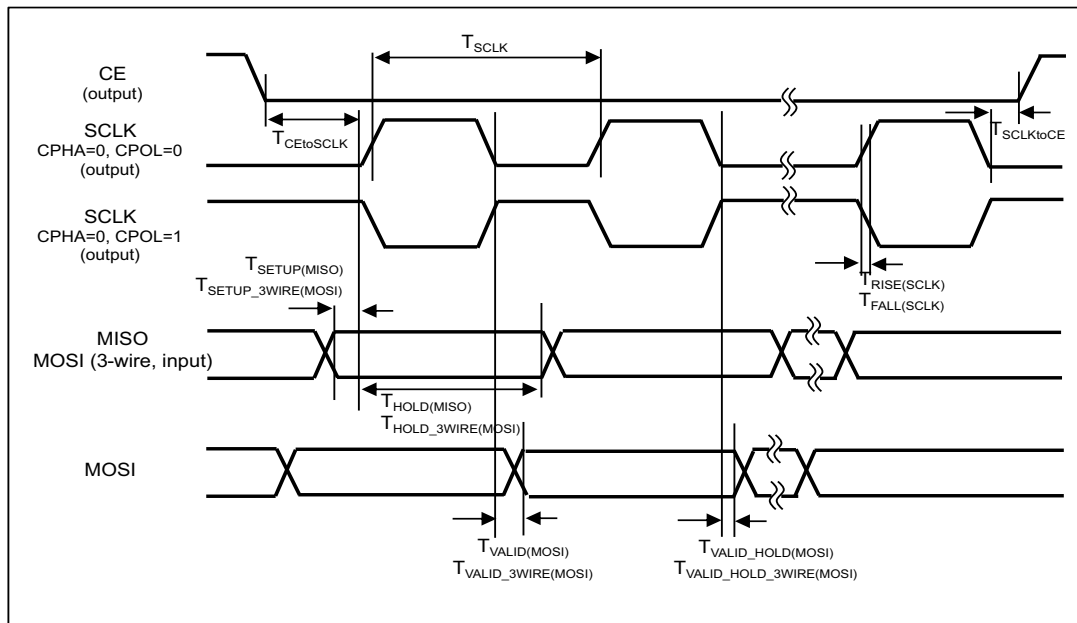 T_SCLK
CE
(output)
T_CEtoSCLK
T_SCLKtoCE
SCLK
CPHA=0, CPOL=0
(output)
SCLK
CPHA=0, CPOL=1
(output)
T_SETUP(MISO)
T_SETUP_3WIRE(MOSI)
T_RISE(SCLK)
T_FALL(SCLK)
MISO
MOSI (3-wire, input)
T_HOLD(MISO)
T_HOLD_3WIRE(MOSI)
MOSI
T_VALID(MOSI)
T_VALID_3WIRE(MOSI)
T_VALID_HOLD(MOSI)
T_VALID_HOLD_3WIRE(MOSI)